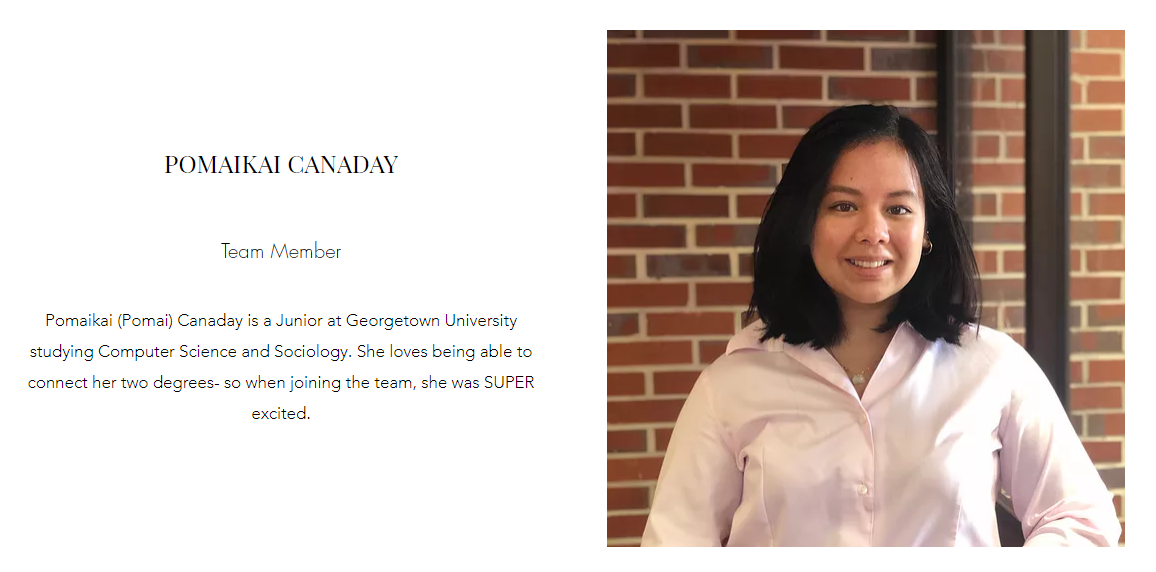 POMAIKAI CANADAY
Team Member
Pomaikai (Pomai) Canaday is a Junior at Georgetown University
studying Computer Science and Sociology. She loves being able to
connect her two degrees- so when joining the team, she was SUPER
excited.